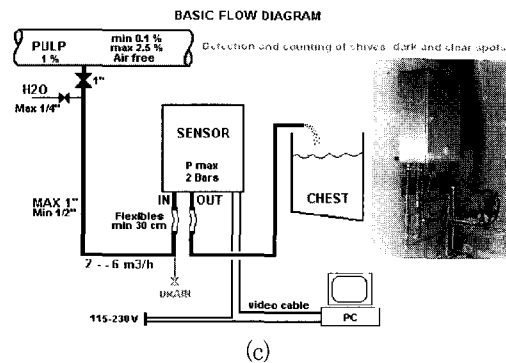 BASIC FLOW DIAGRAM
min 0.1 %
max 2.5 %
Air free
PULP
1 %
Detection and counting of shives, dark and clear spots
1"
H2O
Max 1/4"
SENSOR
P max
2 Bars
IN OUT
CHEST
MAX 1"
Min 1/2"
Flexibles
min 30 cm
2 - - 6 m3/h
DRAIN
video cable
115-230V
PC
(c)